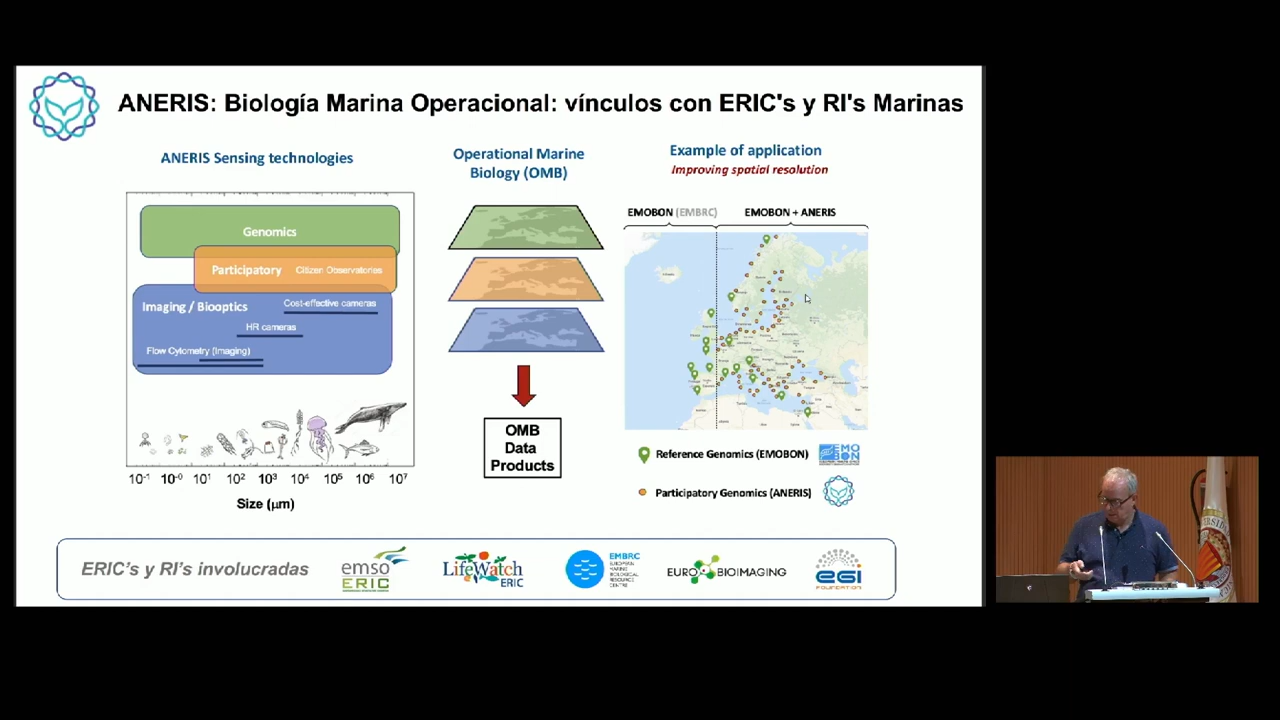 ANERIS: Biología Marina Operacional: vínculos con ERIC's y RI's Marinas
ANERIS Sensing technologies
Genomics
Participatory Citizen Observatories
Imaging / Biooptics
Cost-effective cameras
HR cameras
Flow Cytometry (Imaging)
10⁻¹ 10⁻⁰ 10¹ 10² 10³ 10⁴ 10⁵ 10⁶ 10⁷
Size (µm)
Operational Marine
Biology (OMB)
OMB
Data
Products
Example of application
Improving spatial resolution
EMOBON (EMBRC)
EMOBON + ANERIS
Reference Genomics (EMOBON)
EMO
BON
Participatory Genomics (ANERIS)
ERIC's y RI's involucradas
emso
ERIC
LifeWatch
ERIC
EMBRC
EUROPEAN
MARINE
BIOLOGICAL
RESOURCE
CENTRE
EURO BIOIMAGING
egi
FOUNDATION